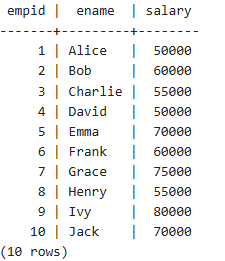 empid |  ename  | salary
-------+---------+--------
     1 | Alice   |  50000
     2 | Bob     |  60000
     3 | Charlie |  55000
     4 | David   |  50000
     5 | Emma    |  70000
     6 | Frank   |  60000
     7 | Grace   |  75000
     8 | Henry   |  55000
     9 | Ivy     |  80000
    10 | Jack    |  70000
(10 rows)